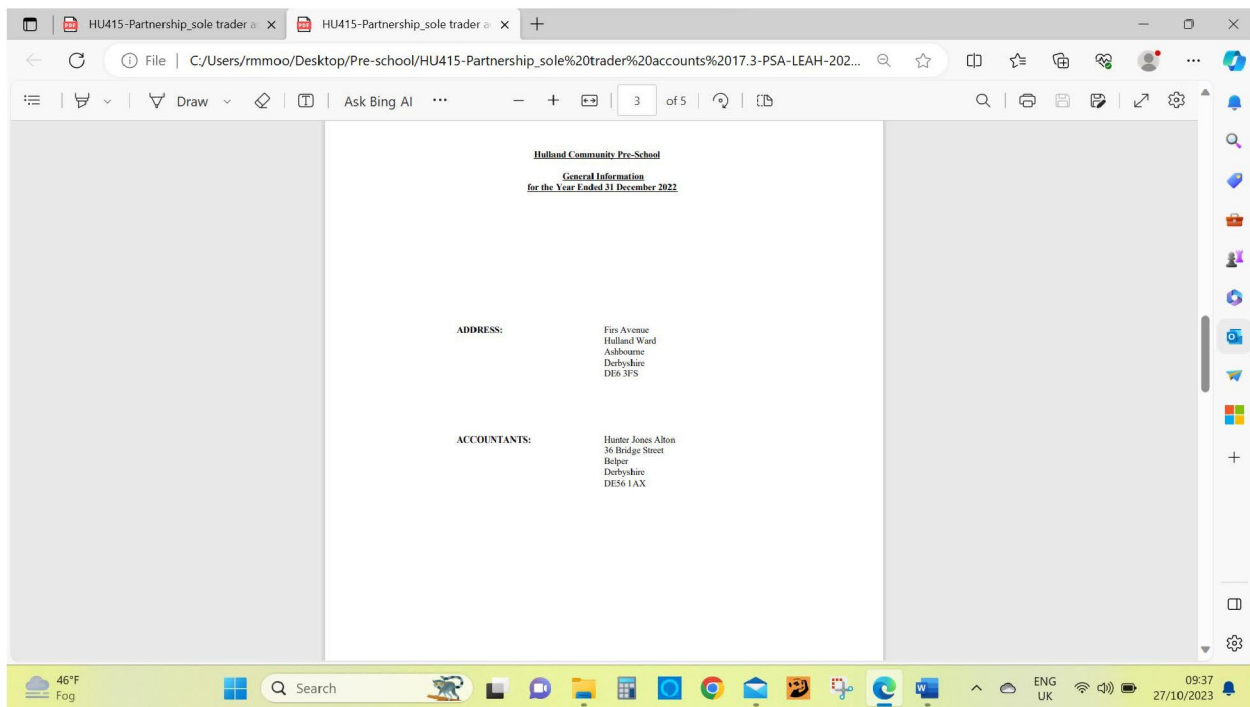 HU415-Partnership_sole trader a
HU415-Partnership_sole trader a
File | C:/Users/rmmoo/Desktop/Pre-school/HU415-Partnership_sole%20trader%20accounts%2017.3-PSA-LEAH-202...
Draw
Ask Bing AI
3 of 5
Hulland Community Pre-School
General Information
for the Year Ended 31 December 2022
ADDRESS: Firs Avenue
Hulland Ward
Ashbourne
Derbyshire
DE6 3FS
ACCOUNTANTS: Hunter Jones Alton
36 Bridge Street
Belper
Derbyshire
DE56 1AX
46°F
Fog
Search
ENG
UK
09:37
27/10/2023